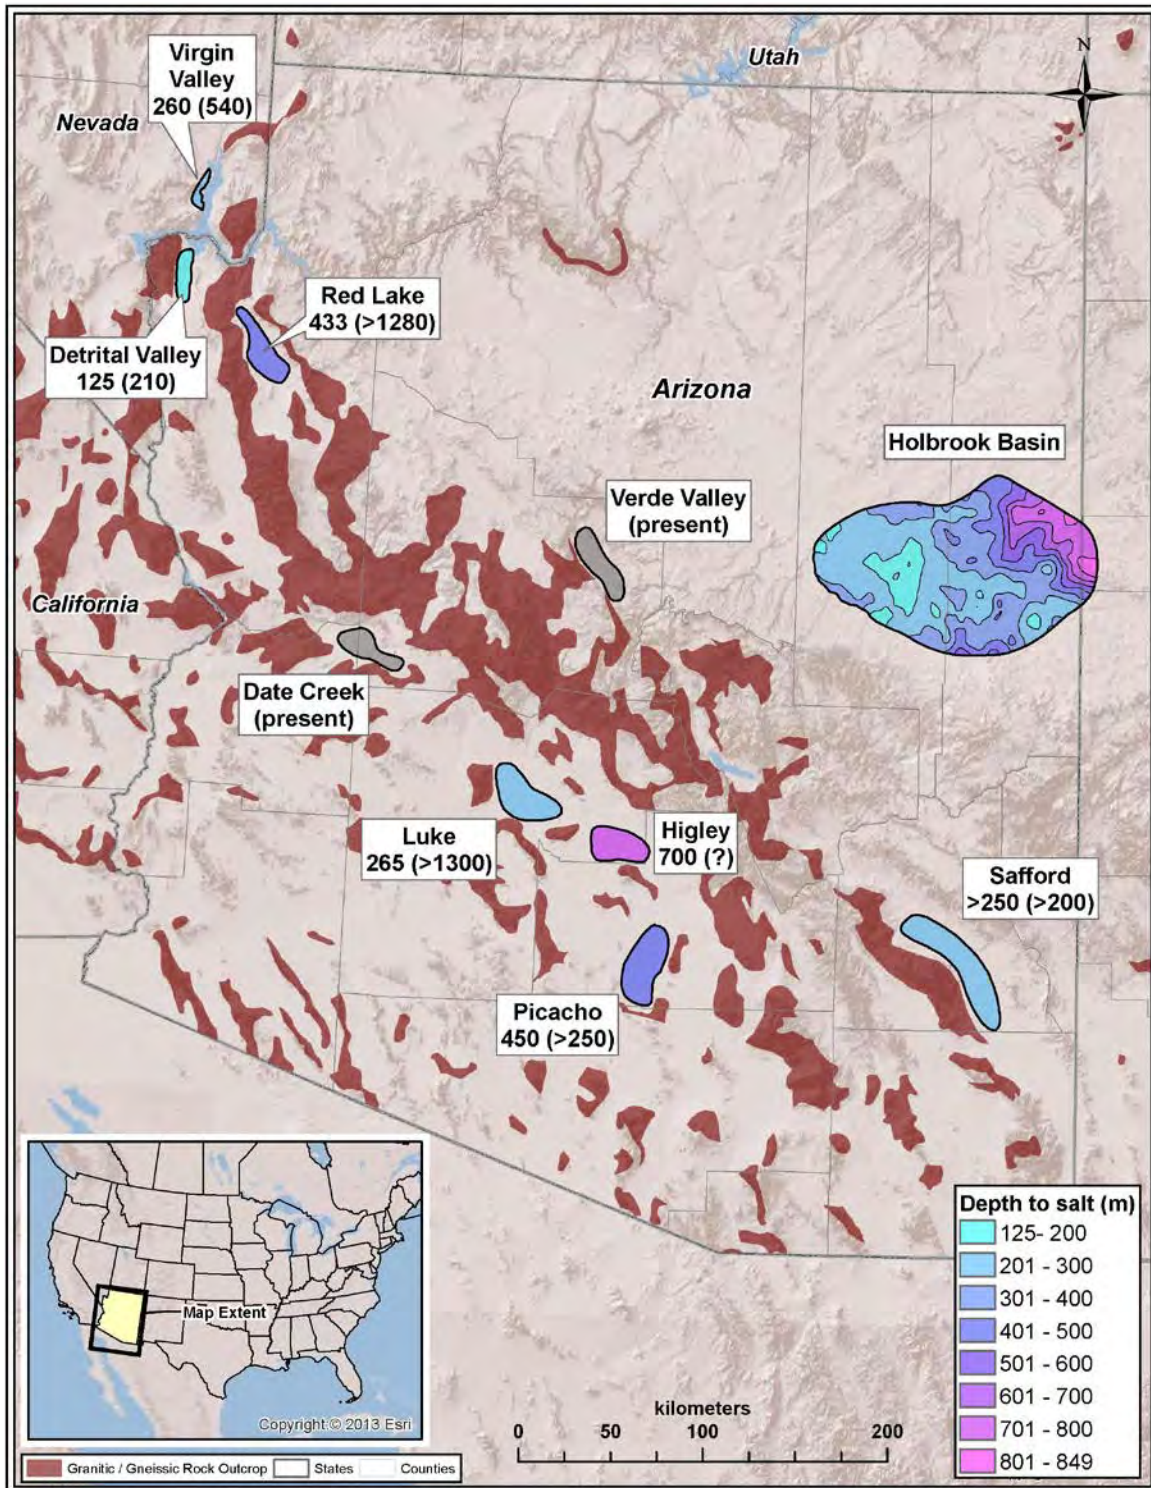 Utah
N
Virgin
Valley
260 (540)
Nevada
Red Lake
433 (>1280)
Detrital Valley
125 (210)
Arizona
Holbrook Basin
Verde Valley
(present)
California
Date Creek
(present)
Luke
265 (>1300)
Higley
700 (?)
Safford
>250 (>200)
Picacho
450 (>250)
Map Extent
Copyright © 2013 Esri
Granitic / Gneissic Rock Outcrop
States
Counties
kilometers
0 50 100 200
Depth to salt (m)
125- 200
201 - 300
301 - 400
401 - 500
501 - 600
601 - 700
701 - 800
801 - 849